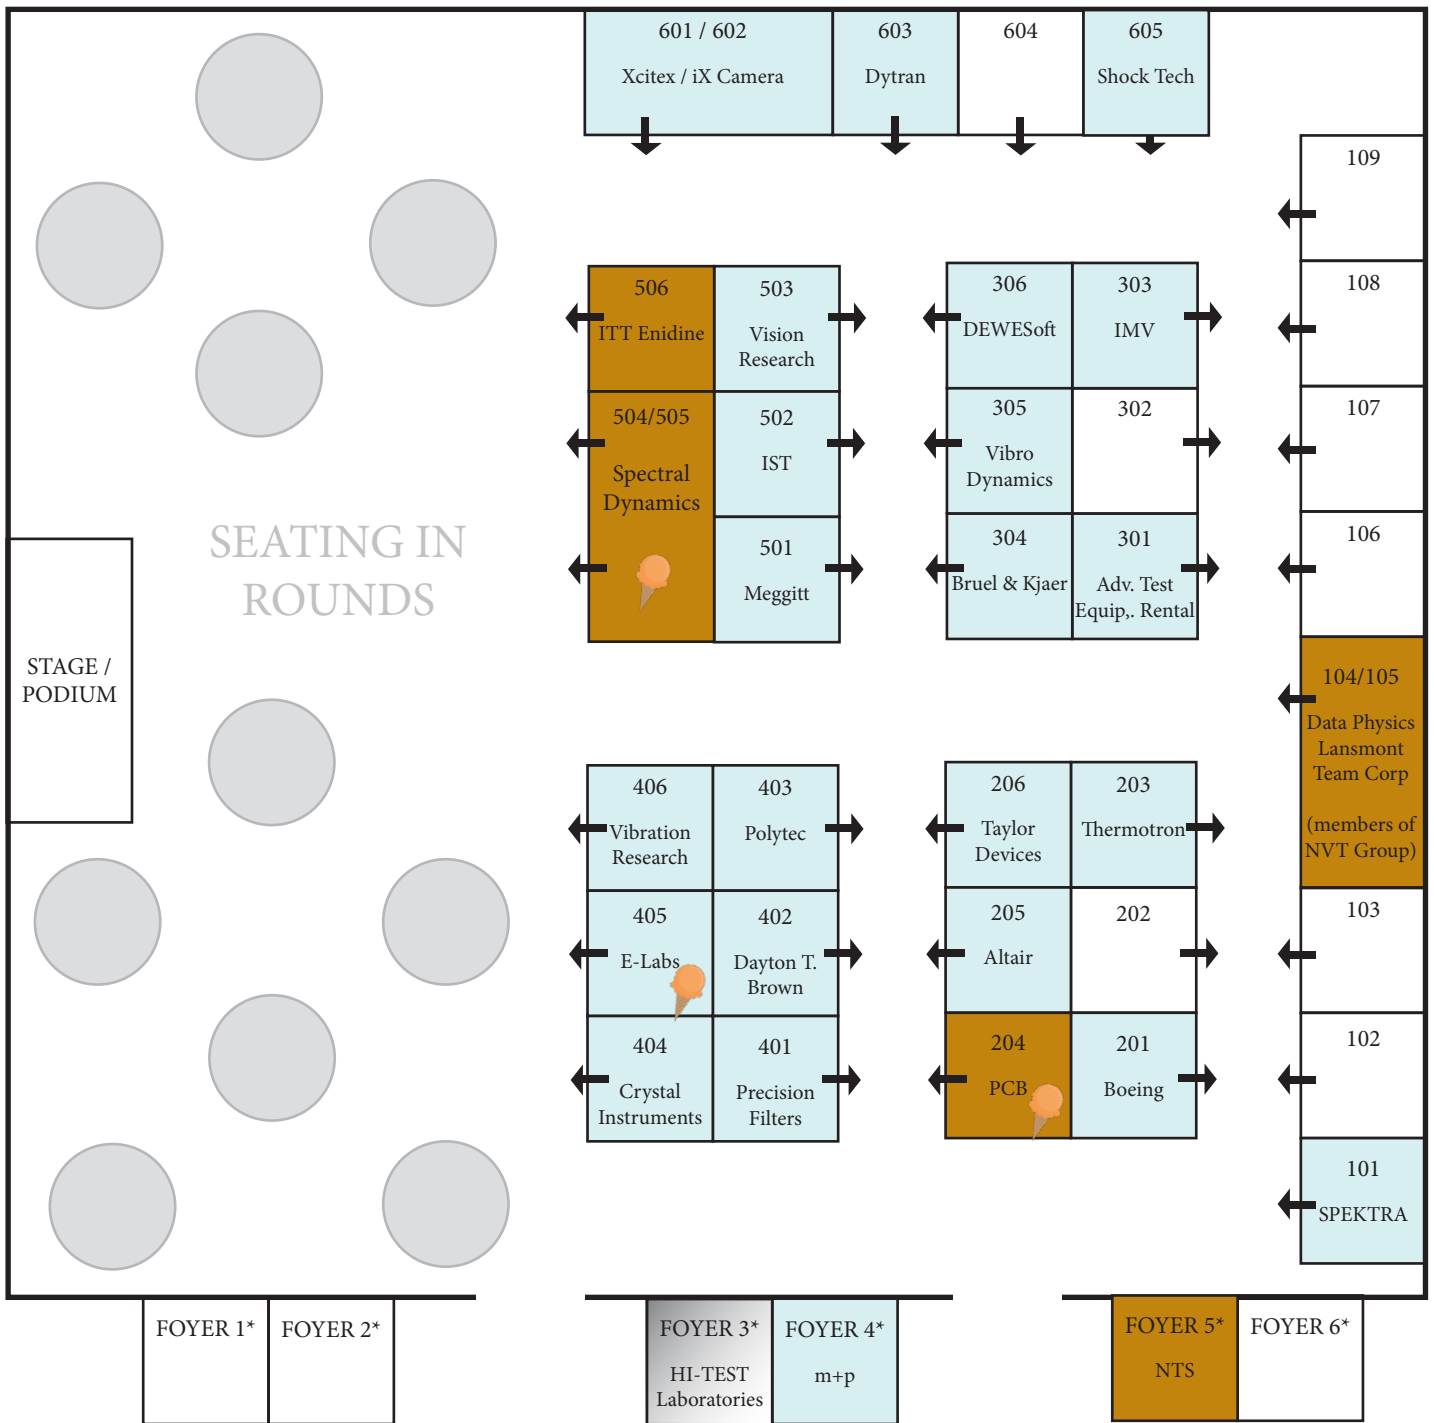 601 / 602
Xcitex / iX Camera
603
Dytran
604
605
Shock Tech
109
108
107
106
104/105
Data Physics
Lansmont
Team Corp
(members of
NVT Group)
103
102
101
SPEKTRA
506
ITT Enidine
503
Vision
Research
504/505
Spectral
Dynamics
502
IST
501
Meggitt
306
DEWESoft
303
IMV
305
Vibro
Dynamics
302
304
Bruel & Kjaer
301
Adv. Test
Equip,. Rental
SEATING IN
ROUNDS
STAGE /
PODIUM
406
Vibration
Research
403
Polytec
405
E-Labs
402
Dayton T.
Brown
404
Crystal
Instruments
401
Precision
Filters
206
Taylor
Devices
203
Thermotron
205
Altair
202
204
PCB
201
Boeing
FOYER 1*
FOYER 2*
FOYER 3*
HI-TEST
Laboratories
FOYER 4*
m+p
FOYER 5*
NTS
FOYER 6*